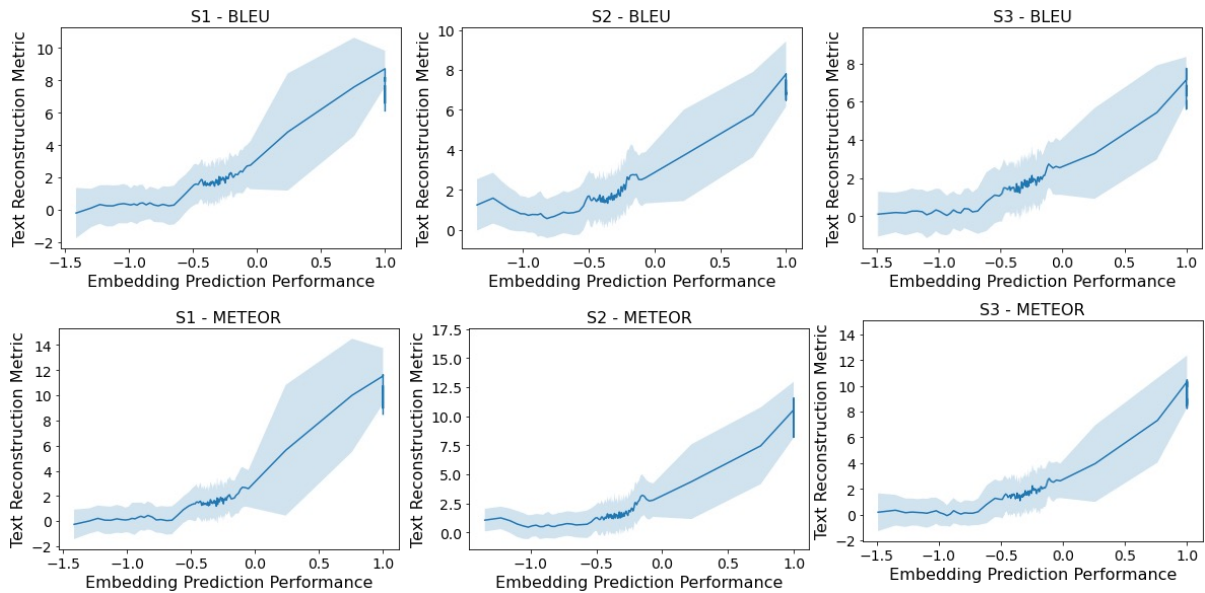 S1 - BLEU
Text Reconstruction Metric
10
8
6
4
2
0
−2
−1.5 −1.0 −0.5 0.0 0.5 1.0
Embedding Prediction Performance
S2 - BLEU
Text Reconstruction Metric
10
8
6
4
2
0
−1.0 −0.5 0.0 0.5 1.0
Embedding Prediction Performance
S3 - BLEU
Text Reconstruction Metric
8
6
4
2
0
−1.5 −1.0 −0.5 0.0 0.5 1.0
Embedding Prediction Performance
S1 - METEOR
Text Reconstruction Metric
14
12
10
8
6
4
2
0
−2
−1.5 −1.0 −0.5 0.0 0.5 1.0
Embedding Prediction Performance
S2 - METEOR
Text Reconstruction Metric
17.5
15.0
12.5
10.0
7.5
5.0
2.5
0.0
−1.0 −0.5 0.0 0.5 1.0
Embedding Prediction Performance
S3 - METEOR
Text Reconstruction Metric
14
12
10
8
6
4
2
0
−2
−1.5 −1.0 −0.5 0.0 0.5 1.0
Embedding Prediction Performance